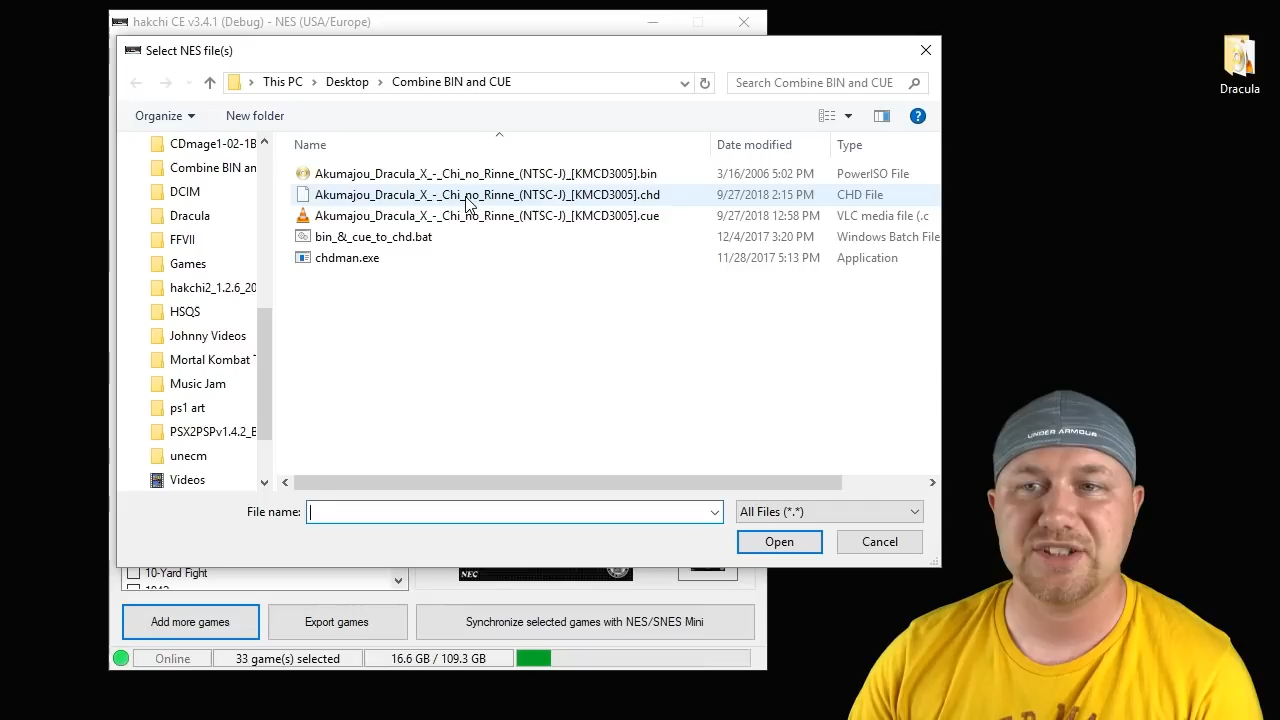 hakchi CE v3.4.1 (Debug) - NES (USA/Europe)
Select NES file(s)
This PC > Desktop > Combine BIN and CUE
Search Combine BIN and CUE
Organize
New folder
Name
Date modified
Type
CDmage1-02-1B
Combine BIN an
DCIM
Dracula
FFVII
Games
hakchi2_1.2.6_20
HSQS
Johnny Videos
Mortal Kombat T
Music Jam
ps1 art
PSX2PSPv1.4.2_E
unecm
Videos
Akumajou_Dracula_X_-_Chi_no_Rinne_(NTSC-J)_[KMCD3005].bin 3/16/2006 5:02 PM PowerISO File
Akumajou_Dracula_X_-_Chi_no_Rinne_(NTSC-J)_[KMCD3005].chd 9/27/2018 2:15 PM CHD File
Akumajou_Dracula_X_-_Chi_no_Rinne_(NTSC-J)_[KMCD3005].cue 9/27/2018 12:58 PM VLC media file (.c
bin_&_cue_to_chd.bat 12/4/2017 3:20 PM Windows Batch File
chdman.exe 11/28/2017 5:13 PM Application
File name:
All Files (*.*)
Open
Cancel
10-Yard Fight
NEC
Add more games
Export games
Synchronize selected games with NES/SNES Mini
Online
33 game(s) selected
16.6 GB / 109.3 GB
Dracula
UNDER ARMOUR